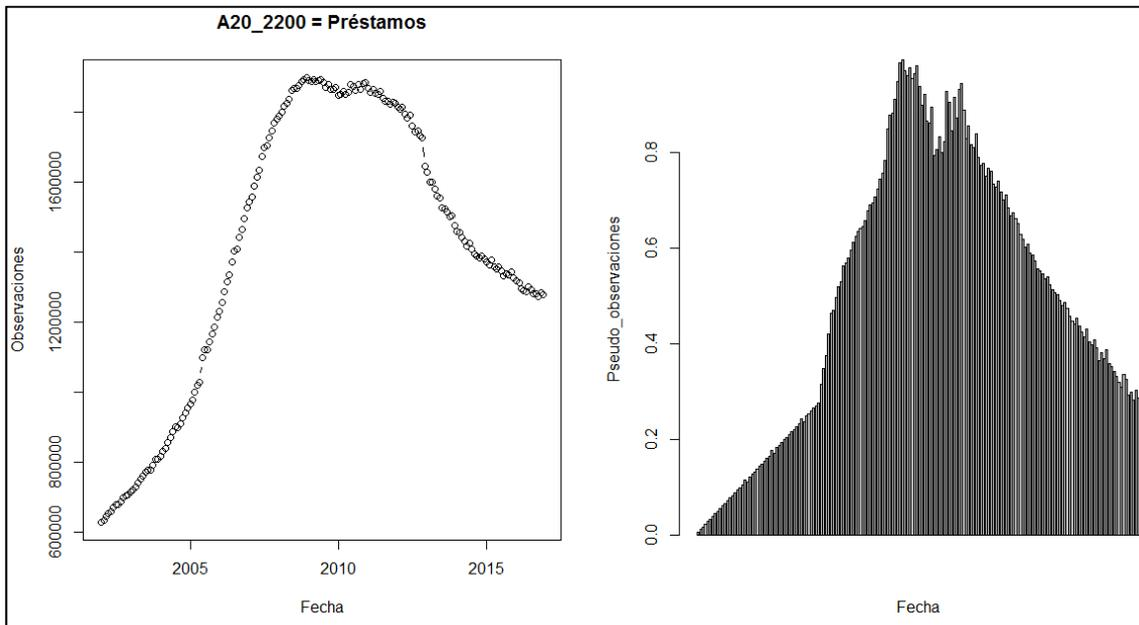 A20_2200 = Préstamos
Observaciones
600000
800000
1200000
1600000
2005
2010
2015
Fecha
Pseudo_observaciones
0.0
0.2
0.4
0.6
0.8
Fecha